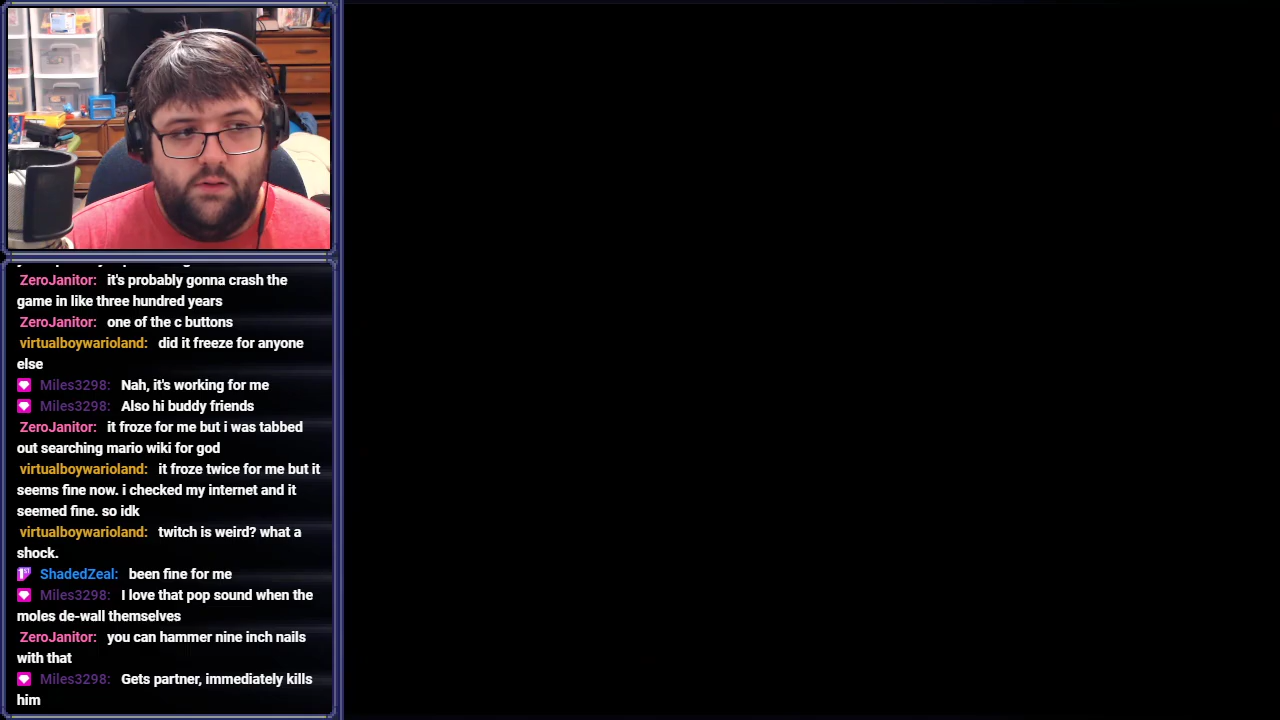 ZeroJanitor: it's probably gonna crash the
game in like three hundred years
ZeroJanitor: one of the c buttons
virtualboywarioland: did it freeze for anyone
else
Miles3298: Nah, it's working for me
Miles3298: Also hi buddy friends
ZeroJanitor: it froze for me but i was tabbed
out searching mario wiki for god
virtualboywarioland: it froze twice for me but it
seems fine now. i checked my internet and it
seemed fine. so idk
virtualboywarioland: twitch is weird? what a
shock.
1ST ShadedZeal: been fine for me
Miles3298: I love that pop sound when the
moles de-wall themselves
ZeroJanitor: you can hammer nine inch nails
with that
Miles3298: Gets partner, immediately kills
him